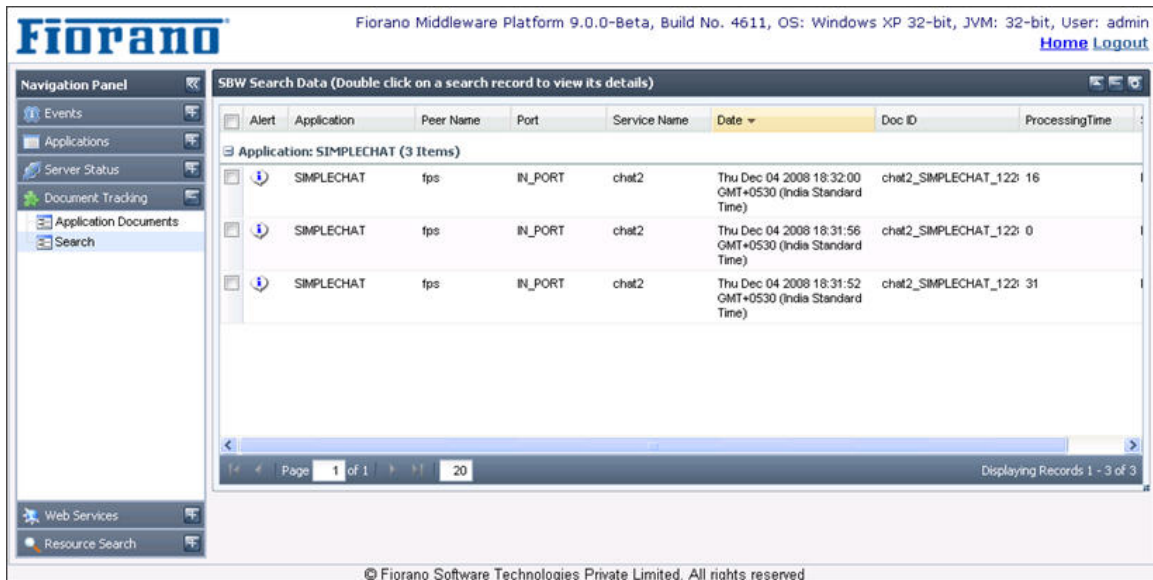 Fiorano
Fiorano Middleware Platform 9.0.0-Beta, Build No. 4611, OS: Windows XP 32-bit, JVM: 32-bit, User: admin
Home Logout
Navigation Panel
Events
Applications
Server Status
Document Tracking
Application Documents
Search
Web Services
Resource Search
SBW Search Data (Double click on a search record to view its details)
Alert Application Peer Name Port Service Name Date Doc ID ProcessingTime
Application: SIMPLECHAT (3 Items)
SIMPLECHAT fps IN_PORT chat2 Thu Dec 04 2008 18:32:00 chat2_SIMPLECHAT_122 16
GMT+0530 (India Standard
Time)
SIMPLECHAT fps IN_PORT chat2 Thu Dec 04 2008 18:31:56 chat2_SIMPLECHAT_122 0
GMT+0530 (India Standard
Time)
SIMPLECHAT fps IN_PORT chat2 Thu Dec 04 2008 18:31:52 chat2_SIMPLECHAT_122 31
GMT+0530 (India Standard
Time)
Page 1 of 1 20 Displaying Records 1 - 3 of 3
© Fiorano Software Technologies Private Limited. All rights reserved